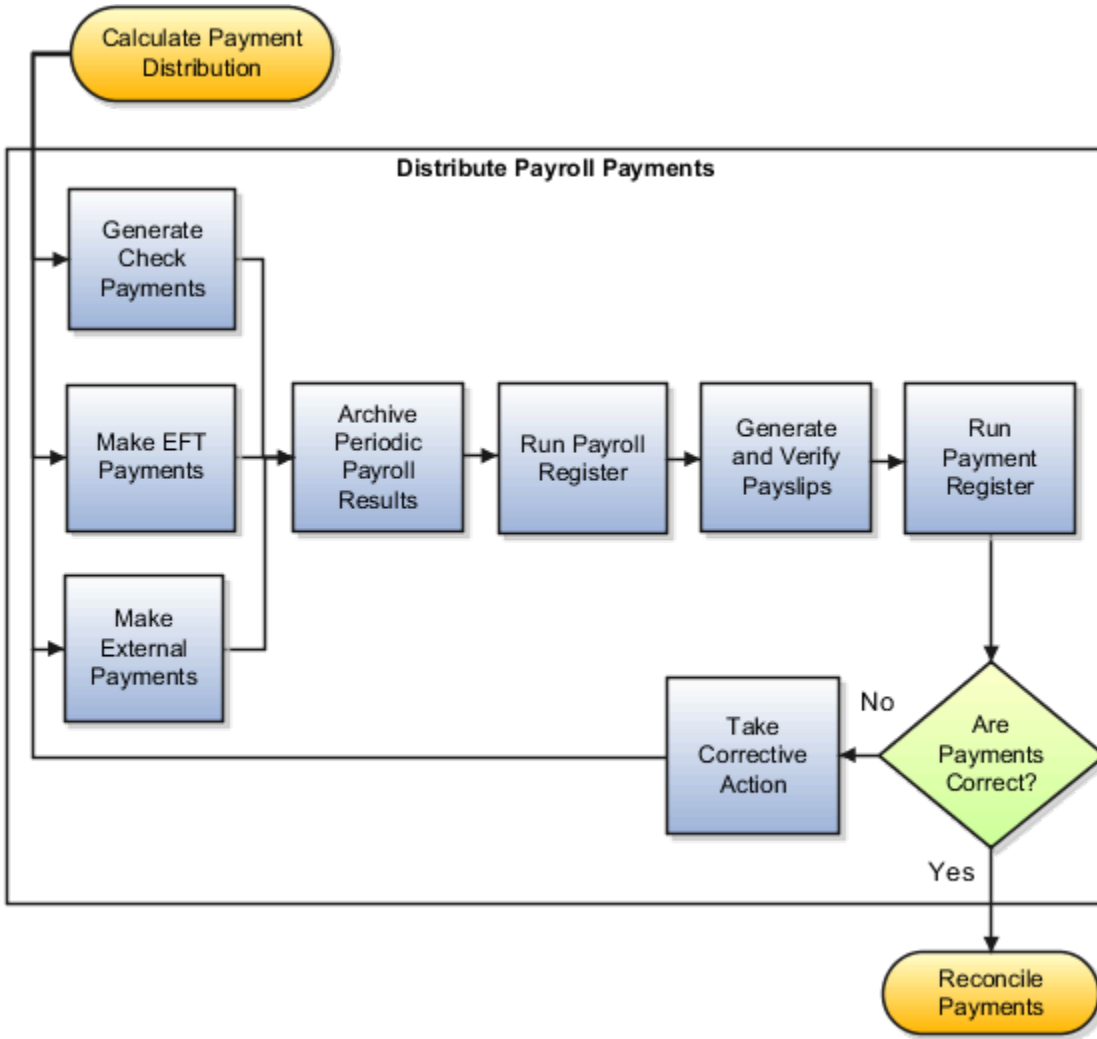 Calculate Payment
Distribution
Distribute Payroll Payments
Generate
Check
Payments
Make EFT
Payments
Make
External
Payments
Archive
Periodic
Payroll
Results
Run Payroll
Register
Generate
and Verify
Payslips
Run
Payment
Register
Are
Payments
Correct?
No
Take
Corrective
Action
Yes
Reconcile
Payments